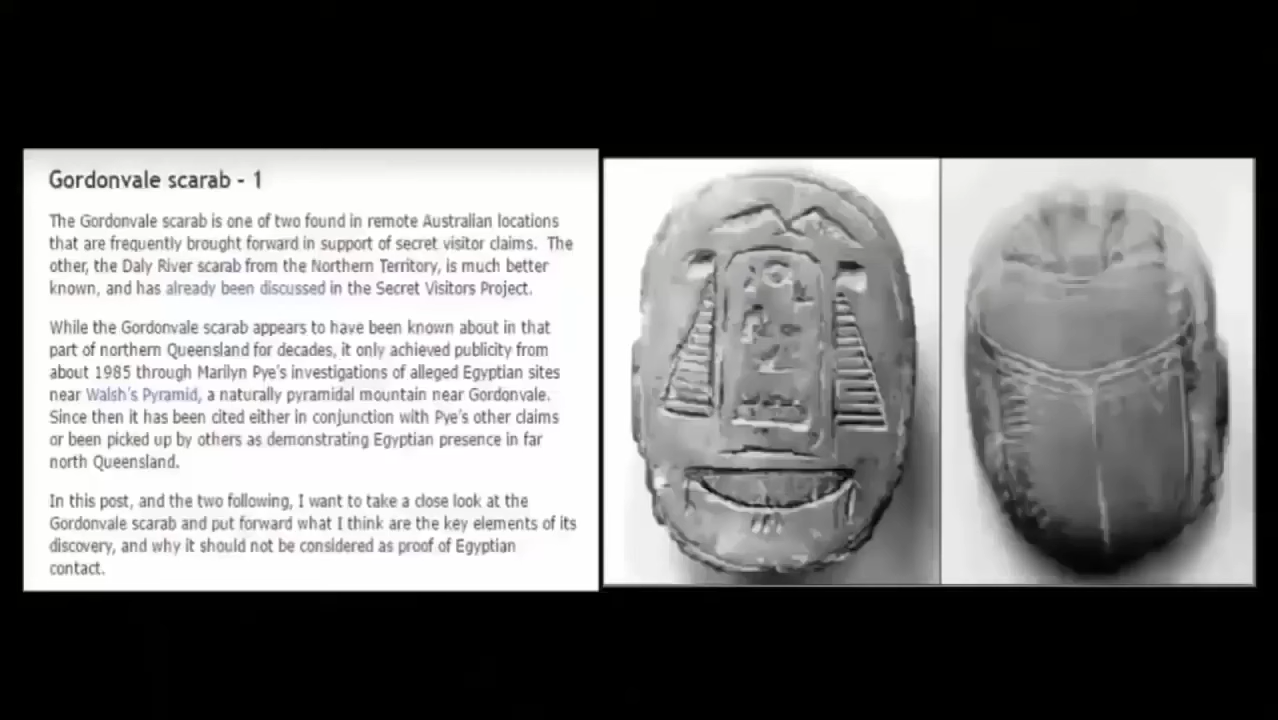 Gordonvale scarab - 1
The Gordonvale scarab is one of two found in remote Australian locations
that are frequently brought forward in support of secret visitor claims. The
other, the Daly River scarab from the Northern Territory, is much better
known, and has already been discussed in the Secret Visitors Project.
While the Gordonvale scarab appears to have been known about in that
part of northern Queensland for decades, it only achieved publicity from
about 1985 through Marilyn Pye's investigations of alleged Egyptian sites
near Walsh's Pyramid, a naturally pyramidal mountain near Gordonvale.
Since then it has been cited either in conjunction with Pye's other claims
or been picked up by others as demonstrating Egyptian presence in far
north Queensland.
In this post, and the two following, I want to take a close look at the
Gordonvale scarab and put forward what I think are the key elements of its
discovery, and why it should not be considered as proof of Egyptian
contact.